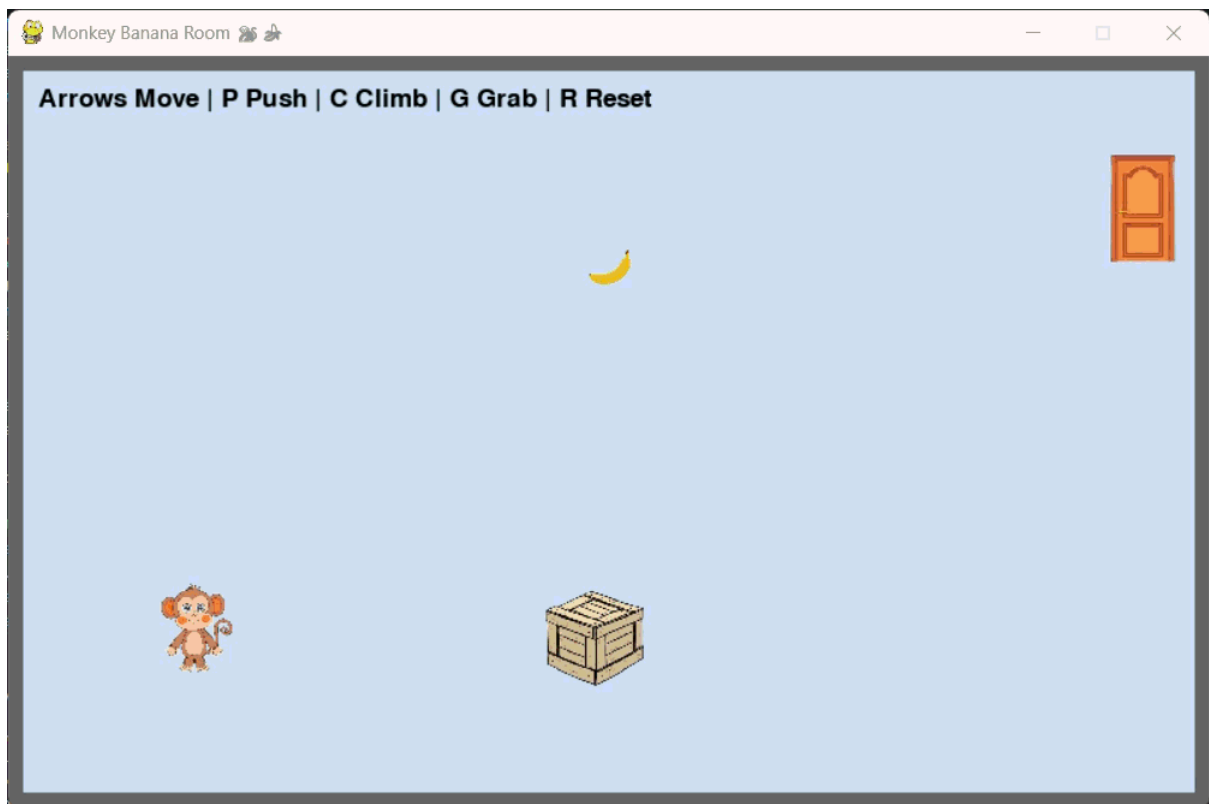 Monkey Banana Room 🐒 🍌
Arrows Move | P Push | C Climb | G Grab | R Reset